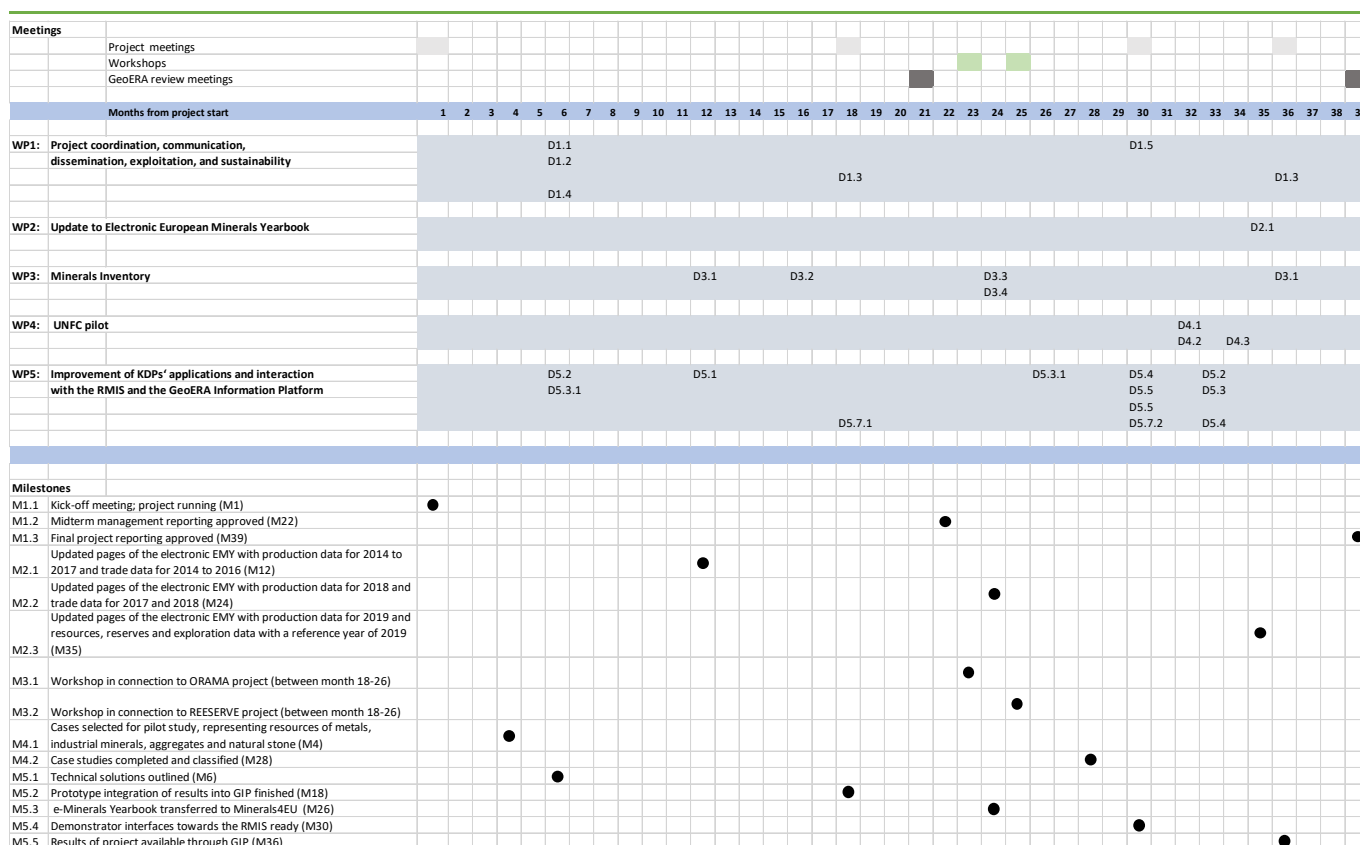 Meetings
Project meetings
Workshops
GeoERA review meetings
Months from project start 1 2 3 4 5 6 7 8 9 10 11 12 13 14 15 16 17 18 19 20 21 22 23 24 25 26 27 28 29 30 31 32 33 34 35 36 37 38 3
WP1: Project coordination, communication, D1.1 D1.5
dissemination, exploitation, and sustainability D1.2
D1.3 D1.3
D1.4
WP2: Update to Electronic European Minerals Yearbook D2.1
WP3: Minerals Inventory D3.1 D3.2 D3.3 D3.1
D3.4
WP4: UNFC pilot D4.1
D4.2 D4.3
WP5: Improvement of KDPs‘ applications and interaction D5.2 D5.1 D5.3.1 D5.4 D5.2
with the RMIS and the GeoERA Information Platform D5.3.1 D5.5 D5.3
D5.5
D5.7.1 D5.7.2 D5.4
Milestones
M1.1 Kick-off meeting; project running (M1)
M1.2 Midterm management reporting approved (M22)
M1.3 Final project reporting approved (M39)
Updated pages of the electronic EMY with production data for 2014 to
M2.1 2017 and trade data for 2014 to 2016 (M12)
Updated pages of the electronic EMY with production data for 2018 and
M2.2 trade data for 2017 and 2018 (M24)
Updated pages of the electronic EMY with production data for 2019 and
resources, reserves and exploration data with a reference year of 2019
M2.3 (M35)
M3.1 Workshop in connection to ORAMA project (between month 18-26)
M3.2 Workshop in connection to REESERVE project (between month 18-26)
Cases selected for pilot study, representing resources of metals,
M4.1 industrial minerals, aggregates and natural stone (M4)
M4.2 Case studies completed and classified (M28)
M5.1 Technical solutions outlined (M6)
M5.2 Prototype integration of results into GIP finished (M18)
M5.3 e-Minerals Yearbook transferred to Minerals4EU (M26)
M5.4 Demonstrator interfaces towards the RMIS ready (M30)
M5.5 Results of project available through GIP (M36)